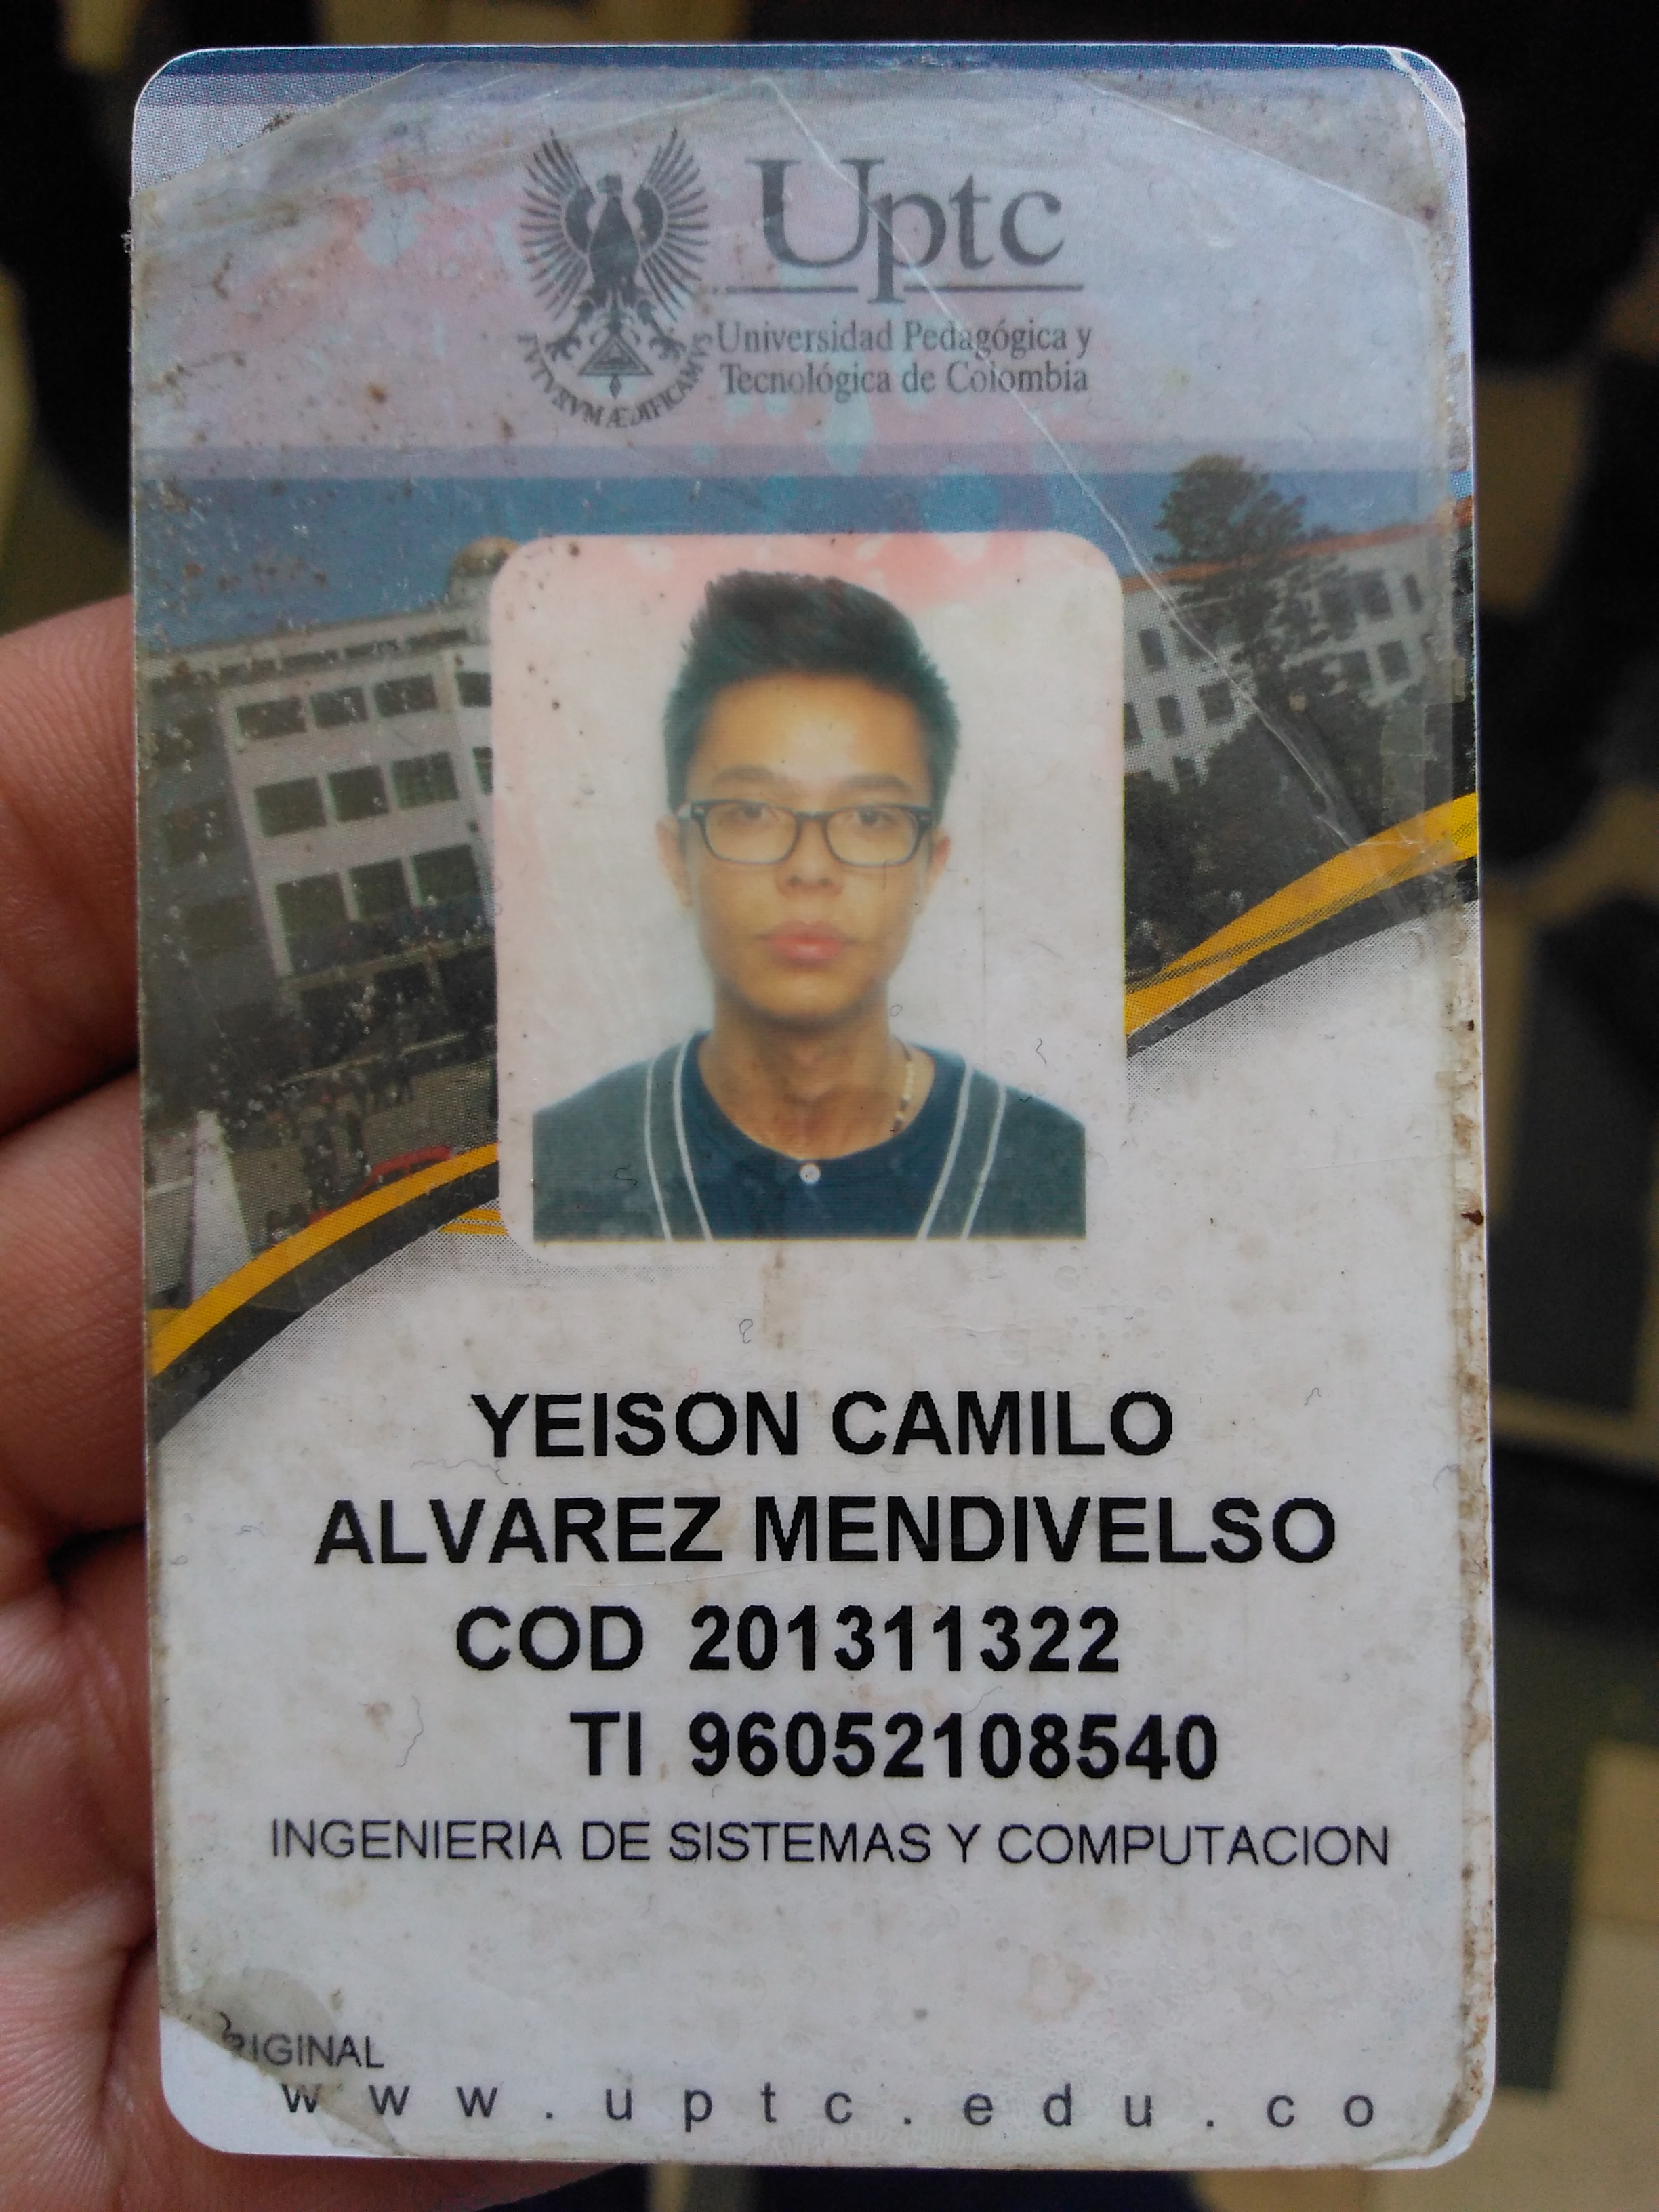 Uptc
Universidad Pedagógica y
Tecnológica de Colombia
FVTVRVM ÆDIFICAMVS
YEISON CAMILO
ALVAREZ MENDIVELSO
COD 201311322
TI 96052108540
INGENIERIA DE SISTEMAS Y COMPUTACION
RIGINAL
www.uptc.edu.co